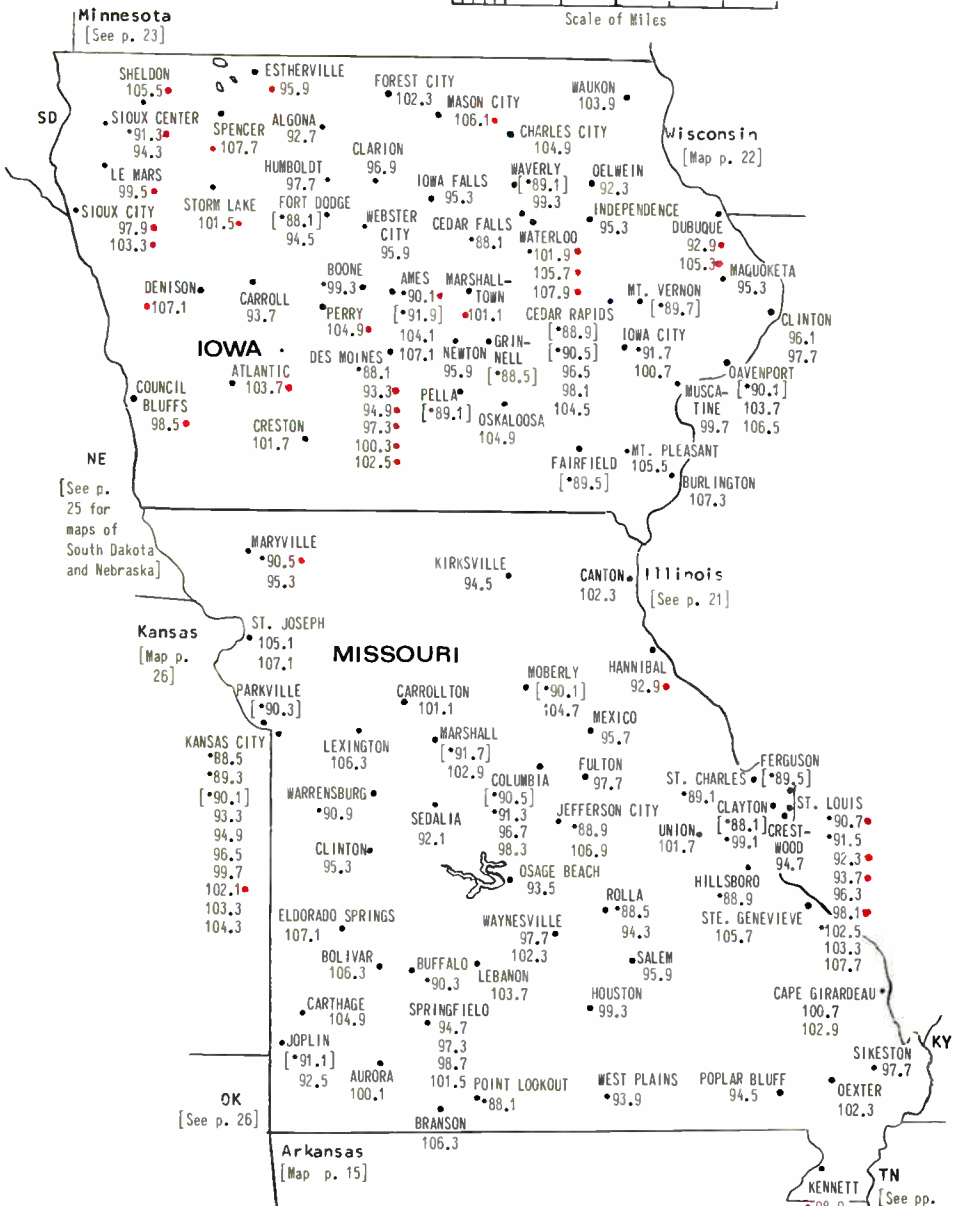 Scale of Miles
Minnesota
[See p. 23]
SHELDON
105.5
ESTHERVILLE
95.9
FOREST CITY
102.3
MASON CITY
106.1
WAUKON
103.9
SD
SIOUX CENTER
•91.3
94.3
SPENCER
107.7
ALGONA
92.7
CHARLES CITY
104.9
Wisconsin
[Map p. 22]
LE MARS
99.5
HUMBOLDT
97.7
CLARION
96.9
IOWA FALLS
95.3
WAVERLY
[•89.1]
99.3
OELWEIN
92.3
SIOUX CITY
97.9
103.3
STORM LAKE
101.5
FORT DODGE
[•88.1]
94.5
WEBSTER
CITY
95.9
CEDAR FALLS
•88.1
WATERLOO
•101.9
105.7
107.9
INDEPENDENCE
95.3
DUBUQUE
92.9
105.3
MAQUOKETA
95.3
DENISON
107.1
CARROLL
93.7
BOONE
•99.3
PERRY
104.9
AMES
•90.1
[•91.9]
104.1
107.1
MARSHALL-
TOWN
101.1
CEDAR RAPIDS
[•88.9]
[•90.5]
96.5
98.1
104.5
MT. VERNON
[•89.7]
CLINTON
96.1
97.7
IOWA
ATLANTIC
103.7
DES MOINES
•88.1
93.3
94.9
97.3
100.3
102.5
NEWTON
95.9
GRIN-
NELL
[•88.5]
IOWA CITY
•91.7
100.7
DAVENPORT
[•90.1]
103.7
106.5
COUNCIL
BLUFFS
98.5
CRESTON
101.7
PELLA
[•89.1]
OSKALOOSA
104.9
MUSCA-
TINE
99.7
NE
[See p.
25 for
maps of
South Dakota
and Nebraska]
FAIRFIELD
[•89.5]
MT. PLEASANT
105.5
BURLINGTON
107.3
MARYVILLE
•90.5
95.3
KIRKSVILLE
94.5
CANTON
102.3
Illinois
[See p. 21]
Kansas
[Map p.
26]
ST. JOSEPH
105.1
107.1
MISSOURI
PARKVILLE
[•90.3]
CARROLLTON
101.1
MOBERLY
[•90.1]
104.7
HANNIBAL
92.9
KANSAS CITY
•88.5
•89.3
[•90.1]
93.3
94.9
96.5
99.7
102.1
103.3
104.3
LEXINGTON
106.3
MARSHALL
[•91.7]
102.9
MEXICO
95.7
WARRENSBURG
•90.9
SEDALIA
92.1
COLUMBIA
[•90.5]
•91.3
96.7
98.3
FULTON
97.7
ST. CHARLES
•89.1
FERGUSON
[•89.5]
CLAYTON
[•88.1]
•99.1
ST. LOUIS
•90.7
•91.5
92.3
93.7
96.3
98.1
•102.5
103.3
107.7
CLINTON
95.3
JEFFERSON CITY
•88.9
106.9
UNION
101.7
CREST-
WOOD
94.7
OSAGE BEACH
93.5
HILLSBORO
•88.9
ELDORADO SPRINGS
107.1
WAYNESVILLE
97.7
102.3
ROLLA
•88.5
94.3
STE. GENEVIEVE
105.7
BOLIVAR
106.3
BUFFALO
•90.3
LEBANON
103.7
SALEM
95.9
CARTHAGE
104.9
SPRINGFIELD
94.7
97.3
98.7
101.5
HOUSTON
99.3
CAPE GIRARDEAU
100.7
102.9
JOPLIN
[•91.1]
92.5
AURORA
100.1
POINT LOOKOUT
•88.1
WEST PLAINS
•93.9
POPLAR BLUFF
94.5
SIKESTON
97.7
KY
DEXTER
102.3
OK
[See p. 26]
BRANSON
106.3
Arkansas
[Map p. 15]
KENNETT
TN
[See pp.